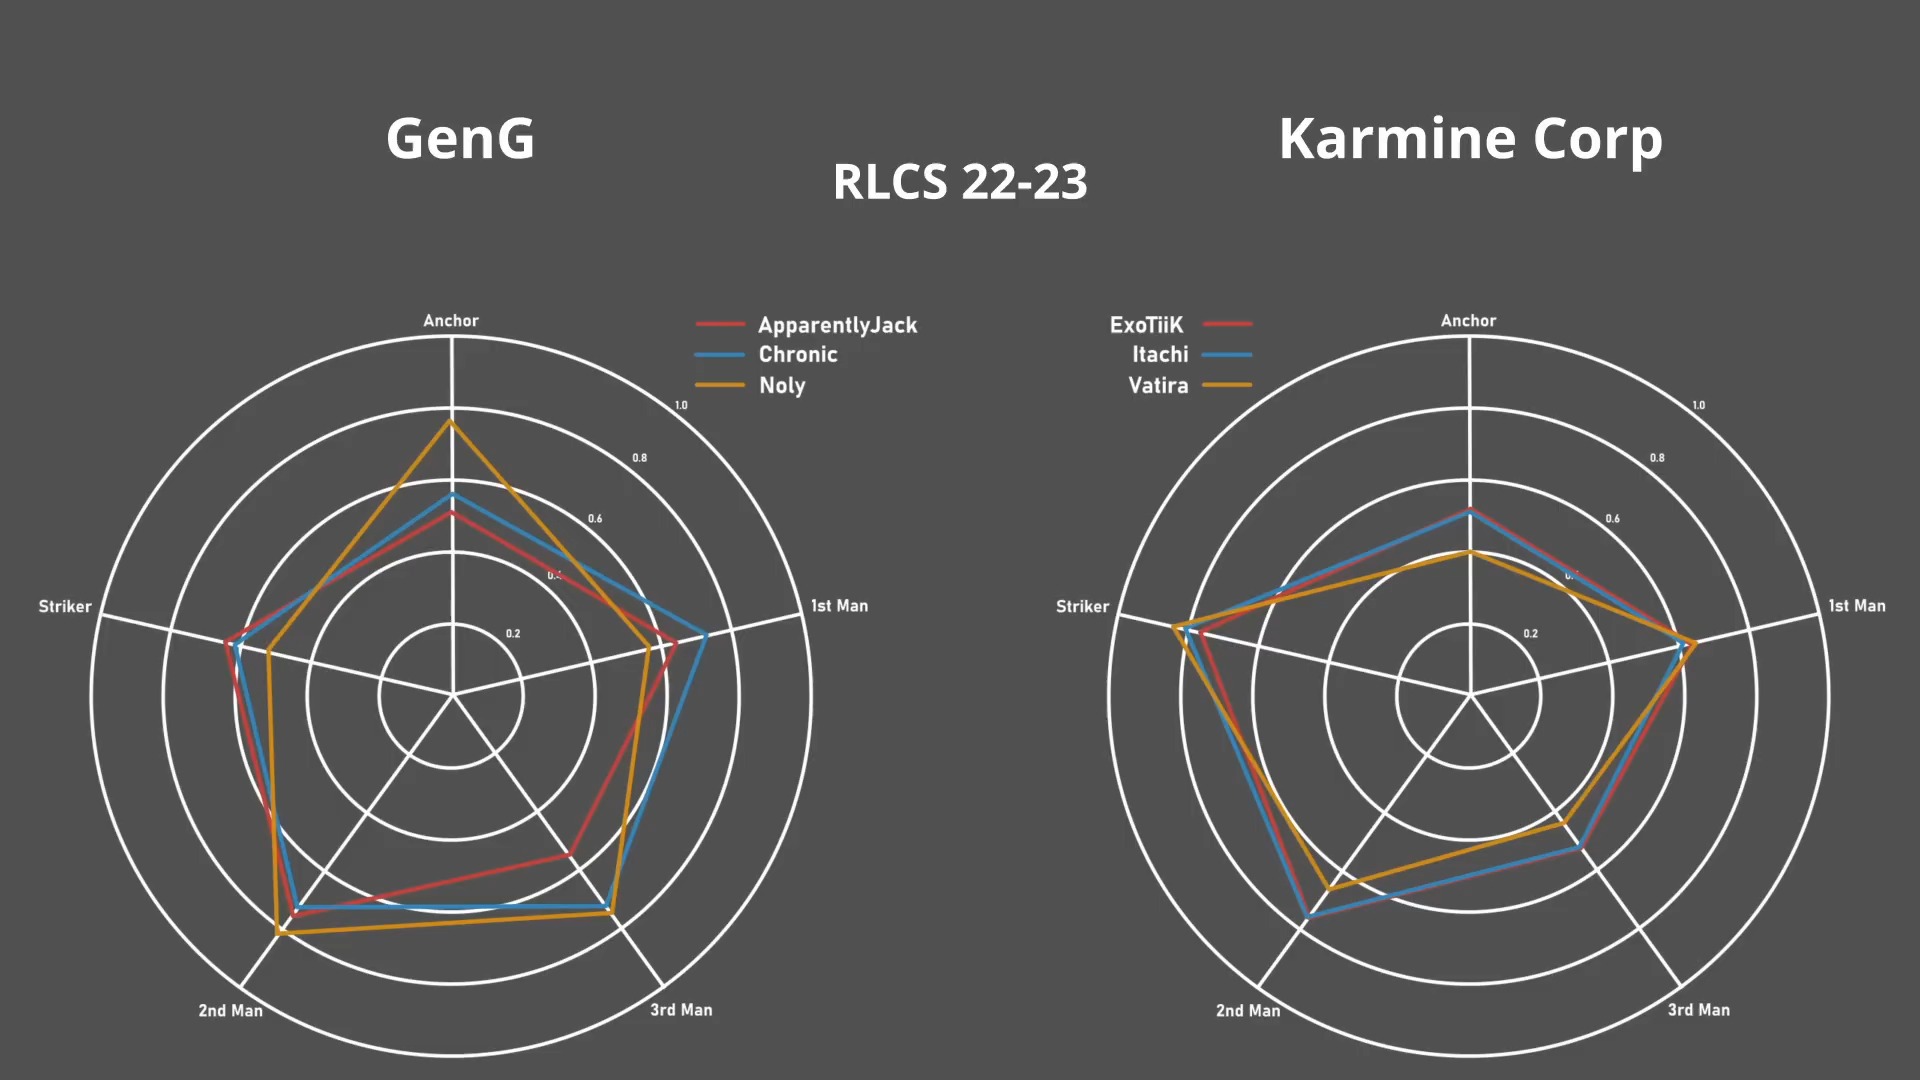 GenG
Karmine Corp
RLCS 22-23
ApparentlyJack
Chronic
Noly
ExoTiiK
Itachi
Vatira
Anchor
1.0
0.8
0.6
0.2
Striker
1st Man
2nd Man
3rd Man
Anchor
1.0
0.8
0.6
0.2
Striker
1st Man
2nd Man
3rd Man